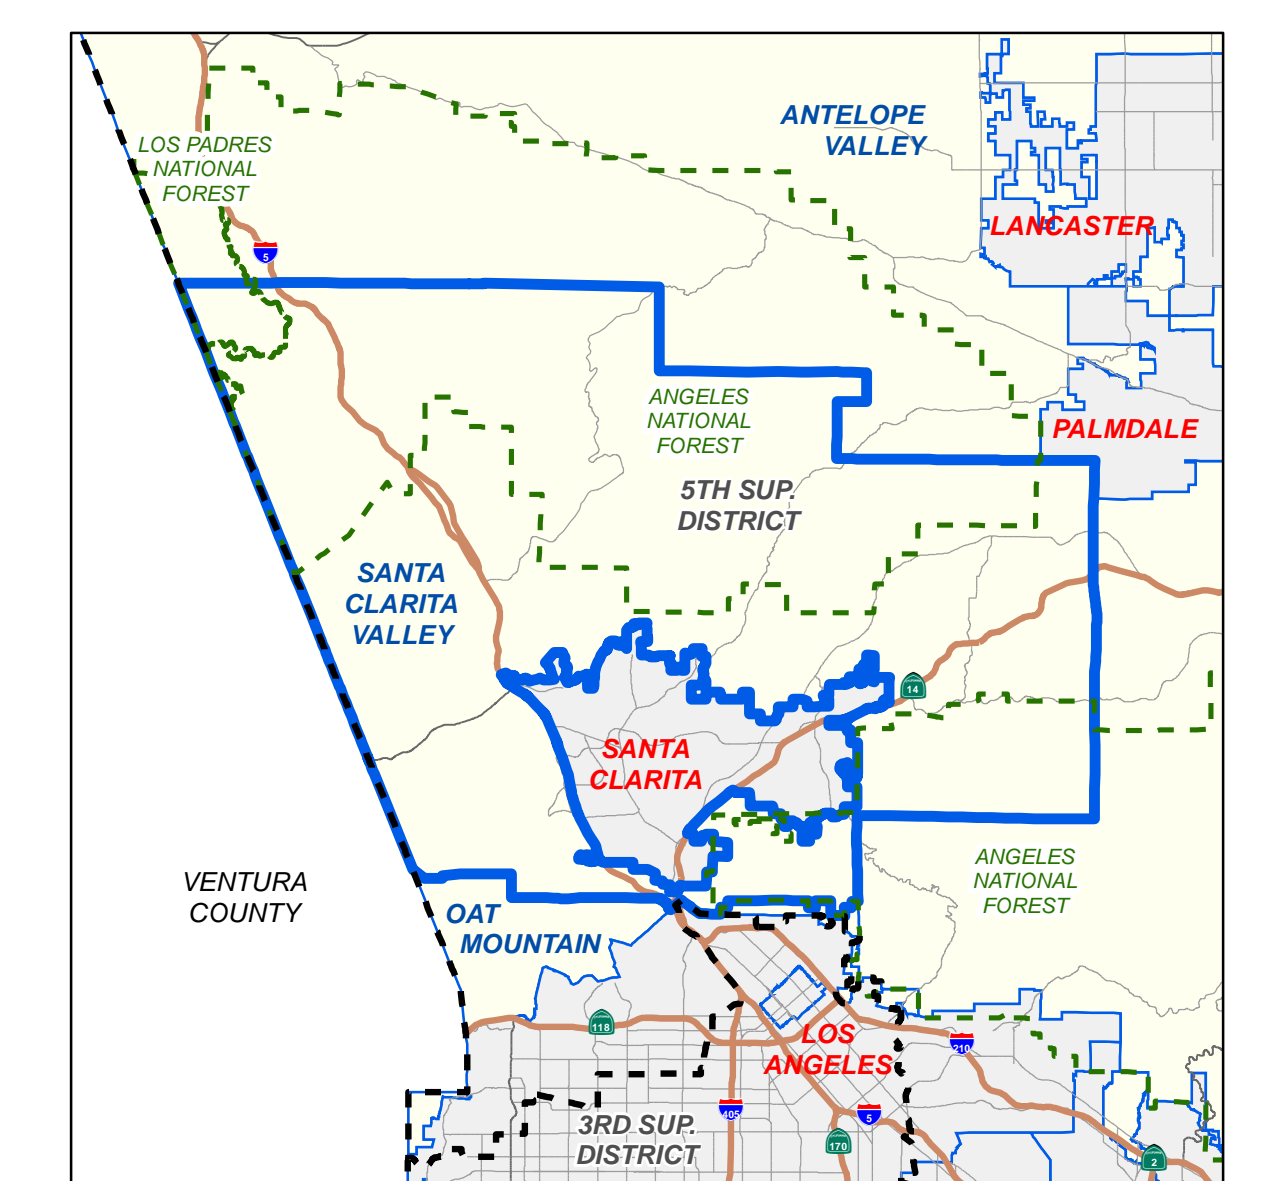 ANTELOPE
VALLEY
LOS PADRES
NATIONAL
FOREST
LANCASTER
5
ANGELES
NATIONAL
FOREST
PALMDALE
5TH SUP.
DISTRICT
SANTA
CLARITA
VALLEY
14
SANTA
CLARITA
VENTURA
COUNTY
ANGELES
NATIONAL
FOREST
OAT
MOUNTAIN
118
LOS
ANGELES
210
405
5
3RD SUP.
DISTRICT
170
2